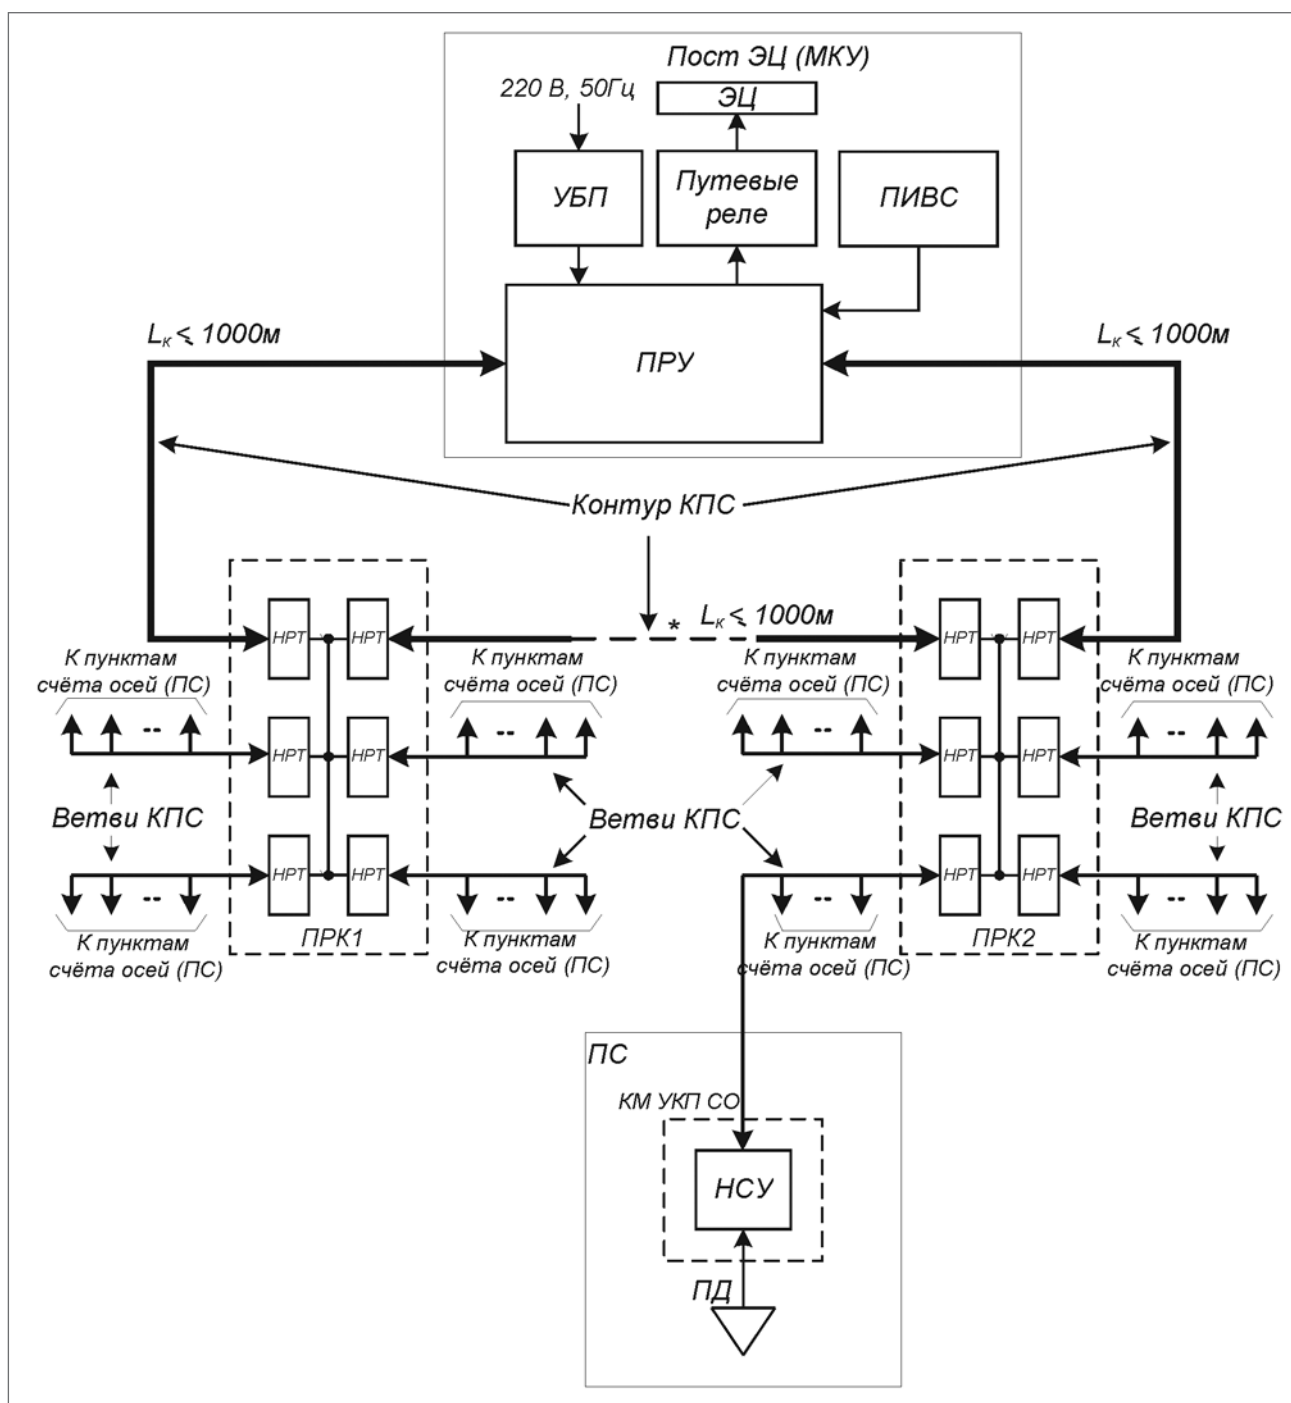 Пост ЭЦ (МКУ)
220 В, 50Гц
ЭЦ
УБП
Путевые
реле
ПИВС
Lк ≤ 1000м
Lк ≤ 1000м
ПРУ
Контур КПС
* Lк ≤ 1000м
НРТ
НРТ
НРТ
НРТ
К пунктам
счёта осей (ПС)
К пунктам
счёта осей (ПС)
К пунктам
счёта осей (ПС)
К пунктам
счёта осей (ПС)
НРТ
НРТ
НРТ
НРТ
Ветви КПС
Ветви КПС
Ветви КПС
НРТ
НРТ
НРТ
НРТ
ПРК1
ПРК2
К пунктам
счёта осей (ПС)
К пунктам
счёта осей (ПС)
К пунктам
счёта осей (ПС)
К пунктам
счёта осей (ПС)
ПС
КМ УКП СО
НСУ
ПД